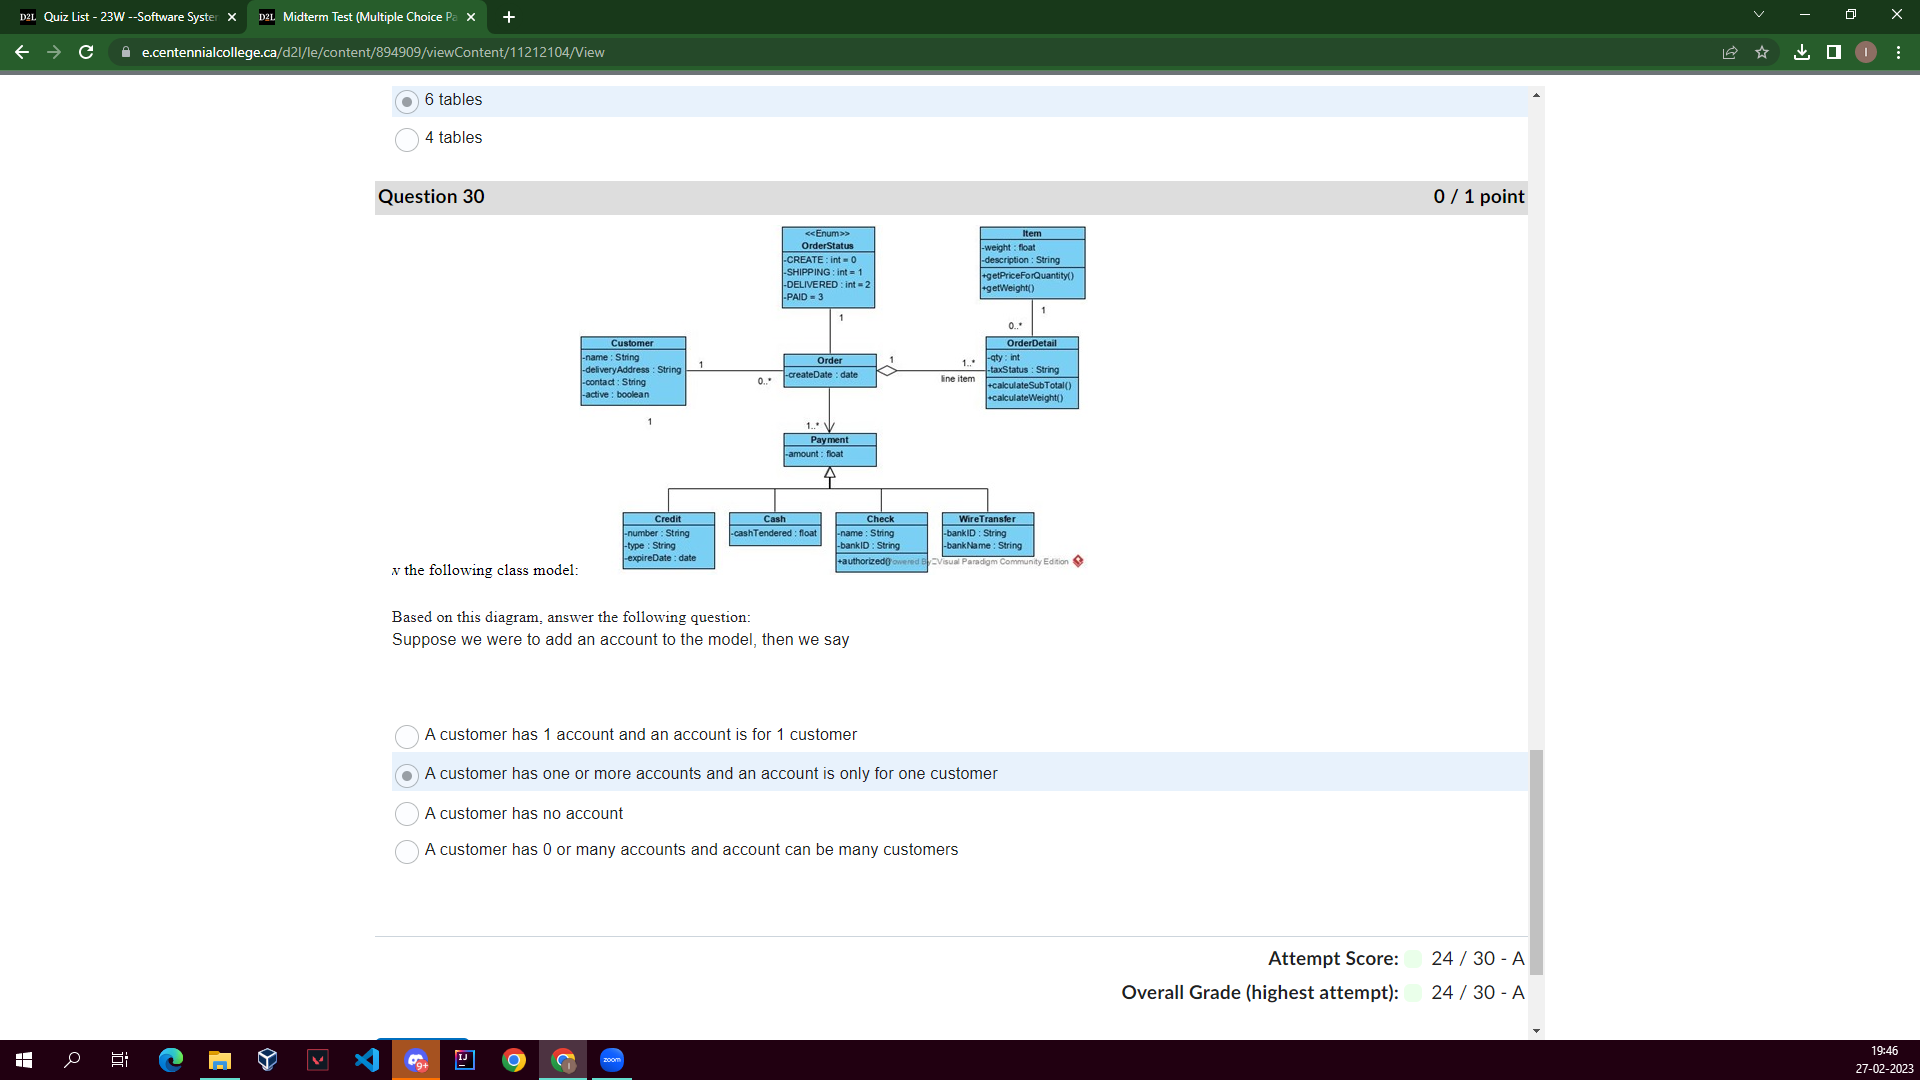 Quiz List - 23W --Software Syster
Midterm Test (Multiple Choice Pa
e.centennialcollege.ca/d2l/le/content/894909/viewContent/11212104/View
6 tables
4 tables
Question 30
0 / 1 point
<<Enum>>
OrderStatus
-CREATE : int = 0
-SHIPPING : int = 1
-DELIVERED : int = 2
-PAID = 3
Item
-weight : float
-description : String
+getPriceForQuantity()
+getWeight()
1
1
0..*
Customer
-name : String
-deliveryAddress : String
-contact : String
-active : boolean
1
0..*
Order
-createDate : date
1
1..*
line item
OrderDetail
-qty : int
-taxStatus : String
+calculateSubTotal()
+calculateWeight()
1
1..*
Payment
-amount : float
Credit
-number : String
-type : String
-expireDate : date
Cash
-cashTendered : float
Check
-name : String
-bankID : String
+authorized()
WireTransfer
-bankID : String
-bankName : String
Visual Paradigm Community Edition
w the following class model:
Based on this diagram, answer the following question:
Suppose we were to add an account to the model, then we say
A customer has 1 account and an account is for 1 customer
A customer has one or more accounts and an account is only for one customer
A customer has no account
A customer has 0 or many accounts and account can be many customers
Attempt Score: 24 / 30 - A
Overall Grade (highest attempt): 24 / 30 - A
zoom
19:46
27-02-2023